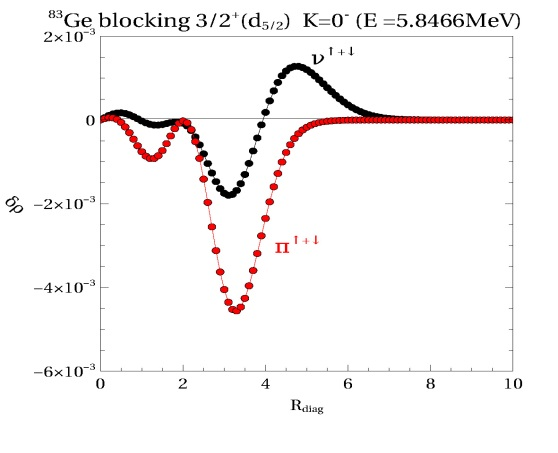 ⁸³Ge blocking 3/2⁺(d₅/₂) K=0⁻ (E =5.8466MeV)
2×10⁻³
ν↑+↓
0
−2×10⁻³
δρ
π↑+↓
−4×10⁻³
−6×10⁻³
0 2 4 6 8 10
R_diag